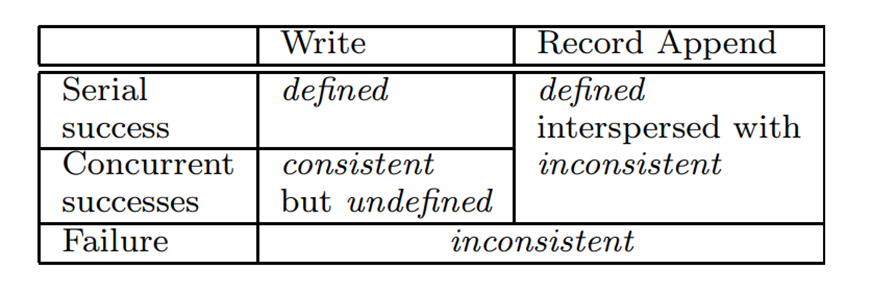 Write Record Append
Serial defined defined
success interspersed with
Concurrent consistent inconsistent
successes but undefined
Failure inconsistent